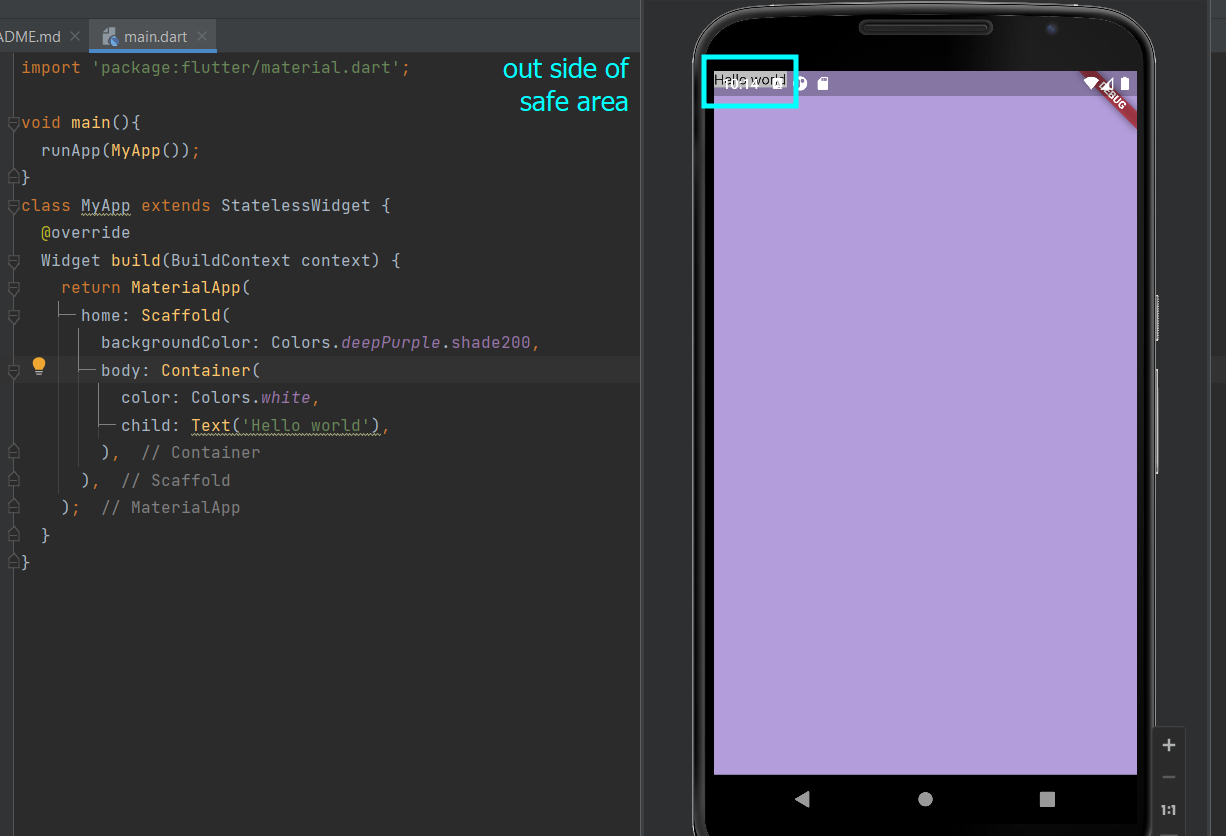 DME.md
main.dart
import 'package:flutter/material.dart';
out side of
safe area
void main(){
runApp(MyApp());
}
class MyApp extends StatelessWidget {
@override
Widget build(BuildContext context) {
return MaterialApp(
home: Scaffold(
backgroundColor: Colors.deepPurple.shade200,
body: Container(
color: Colors.white,
child: Text('Hello world'),
), // Container
), // Scaffold
); // MaterialApp
}
}
Hello world
10:14
DEBUG
1:1